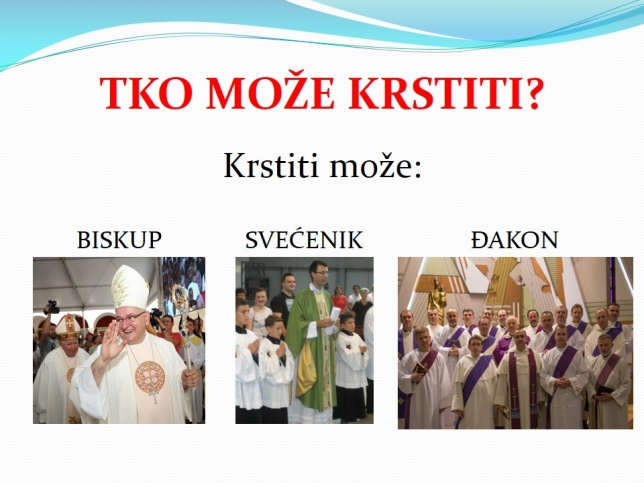 TKO MOŽE KRSTITI?
Krstiti može:
BISKUP SVEĆENIK ĐAKON